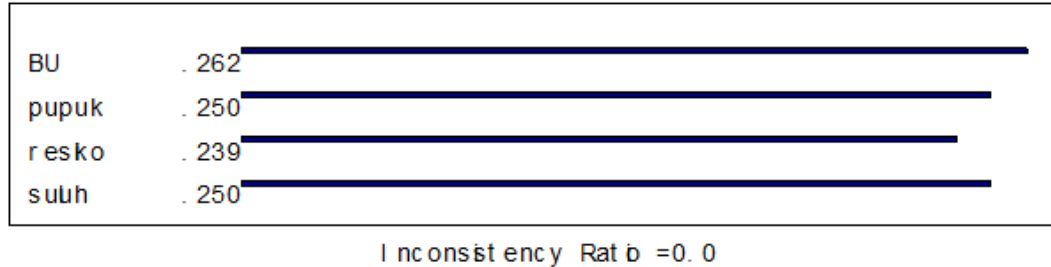 BU .262
pupuk .250
resko .239
suluh .250
Inconsistency Ratio =0.0